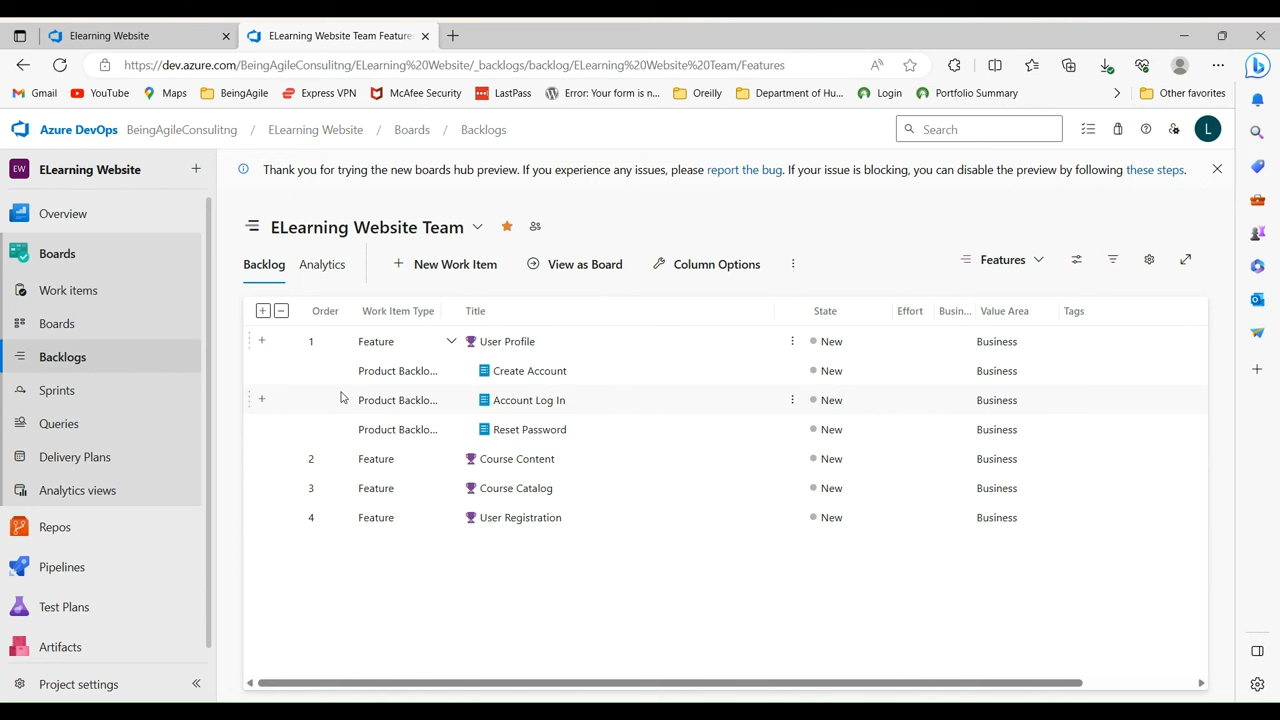 Elearning Website
ELearning Website Team Feature
https://dev.azure.com/BeingAgileConsulitng/ELearning%20Website/_backlogs/backlog/ELearning%20Website%20Team/Features
Gmail YouTube Maps BeingAgile Express VPN McAfee Security LastPass Error: Your form is n... Oreilly Department of Hu... Login Portfolio Summary Other favorites
Azure DevOps BeingAgileConsulitng / ELearning Website / Boards / Backlogs Search L
EW ELearning Website
Thank you for trying the new boards hub preview. If you experience any issues, please report the bug. If your issue is blocking, you can disable the preview by following these steps.
Overview
Boards
Work items
Boards
Backlogs
Sprints
Queries
Delivery Plans
Analytics views
Repos
Pipelines
Test Plans
Artifacts
Project settings
ELearning Website Team
Backlog Analytics New Work Item View as Board Column Options Features
Order Work Item Type Title State Effort Busin... Value Area Tags
1 Feature User Profile New Business
Product Backlo... Create Account New Business
Product Backlo... Account Log In New Business
Product Backlo... Reset Password New Business
2 Feature Course Content New Business
3 Feature Course Catalog New Business
4 Feature User Registration New Business